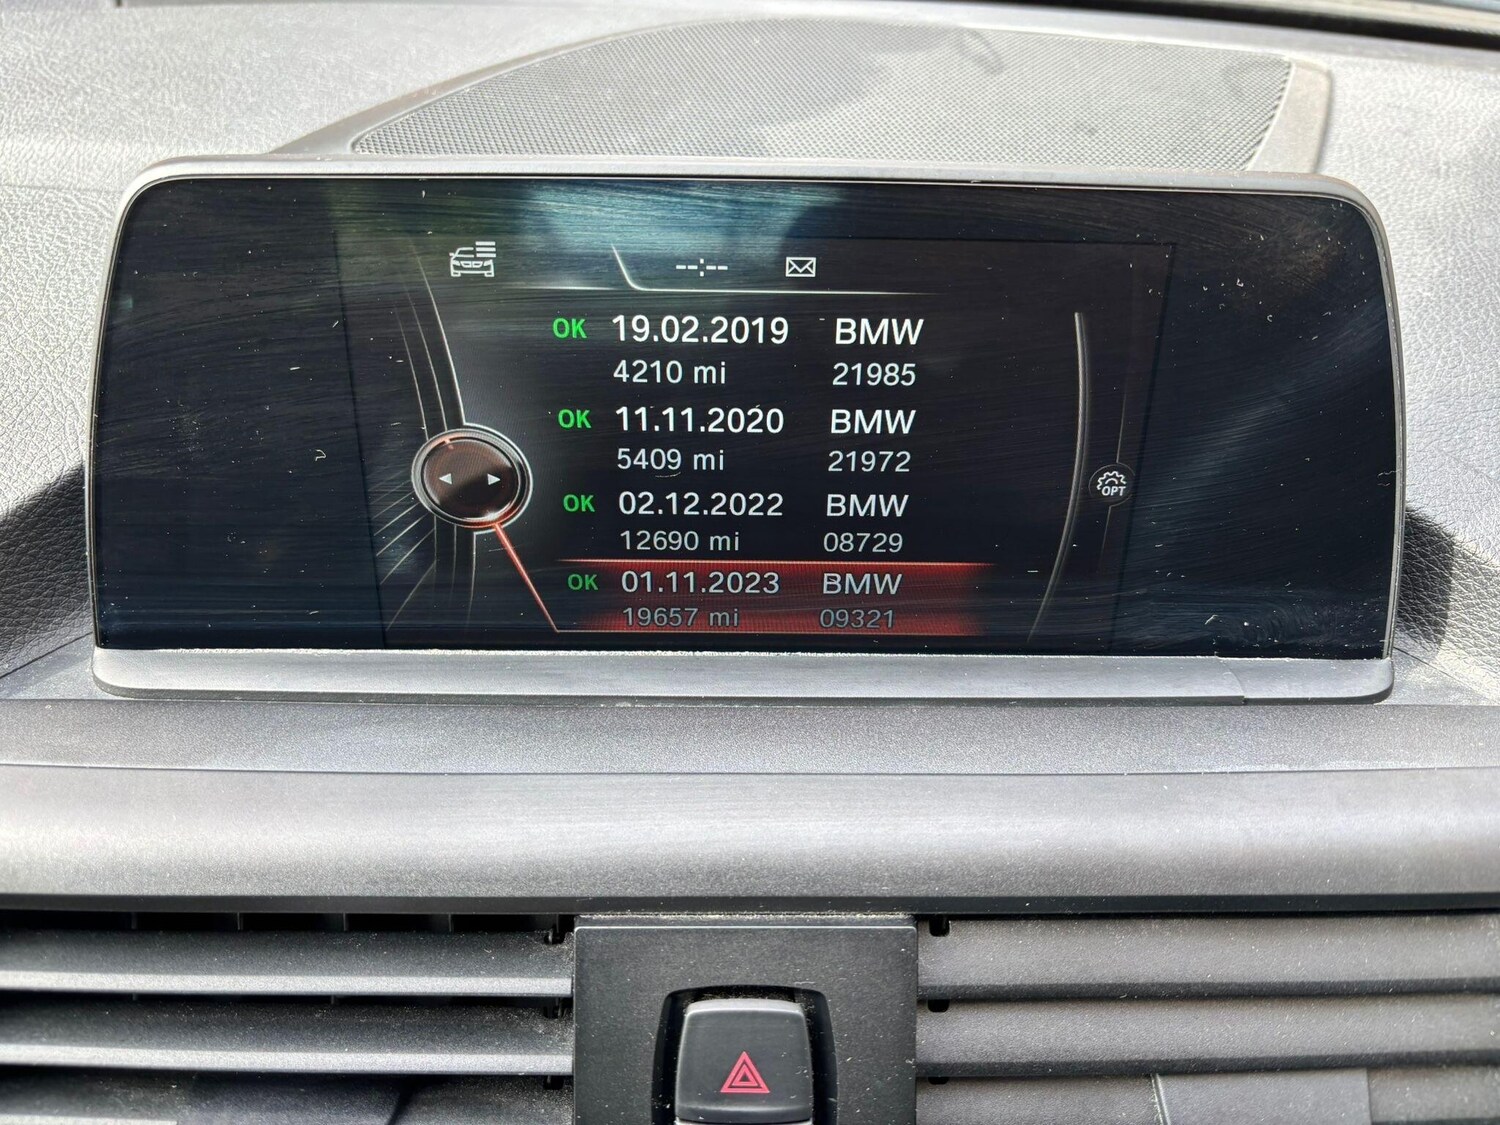 --:--
OK 19.02.2019 BMW
4210 mi 21985
OK 11.11.2020 BMW
5409 mi 21972
OK 02.12.2022 BMW
12690 mi 08729
OPT
OK 01.11.2023 BMW
19657 mi 09321